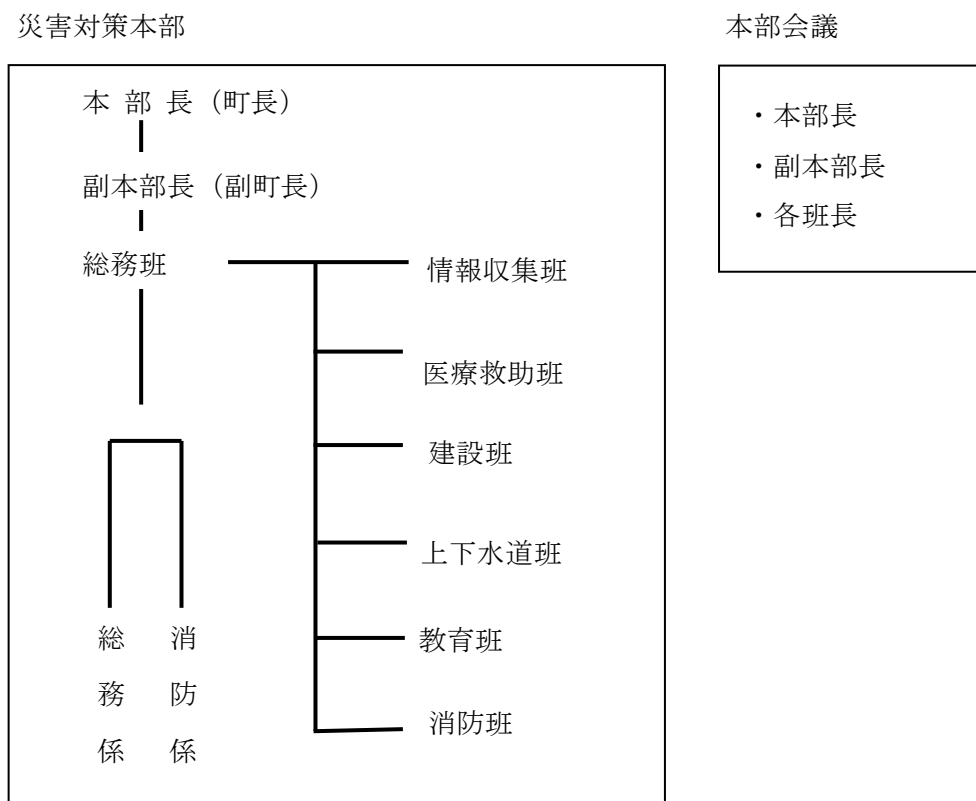 災害対策本部
本部会議
本 部 長（町長）
副本部長（副町長）
総務班
情報収集班
医療救助班
建設班
上下水道班
教育班
消防班
総務係
消防係
・本部長
・副本部長
・各班長